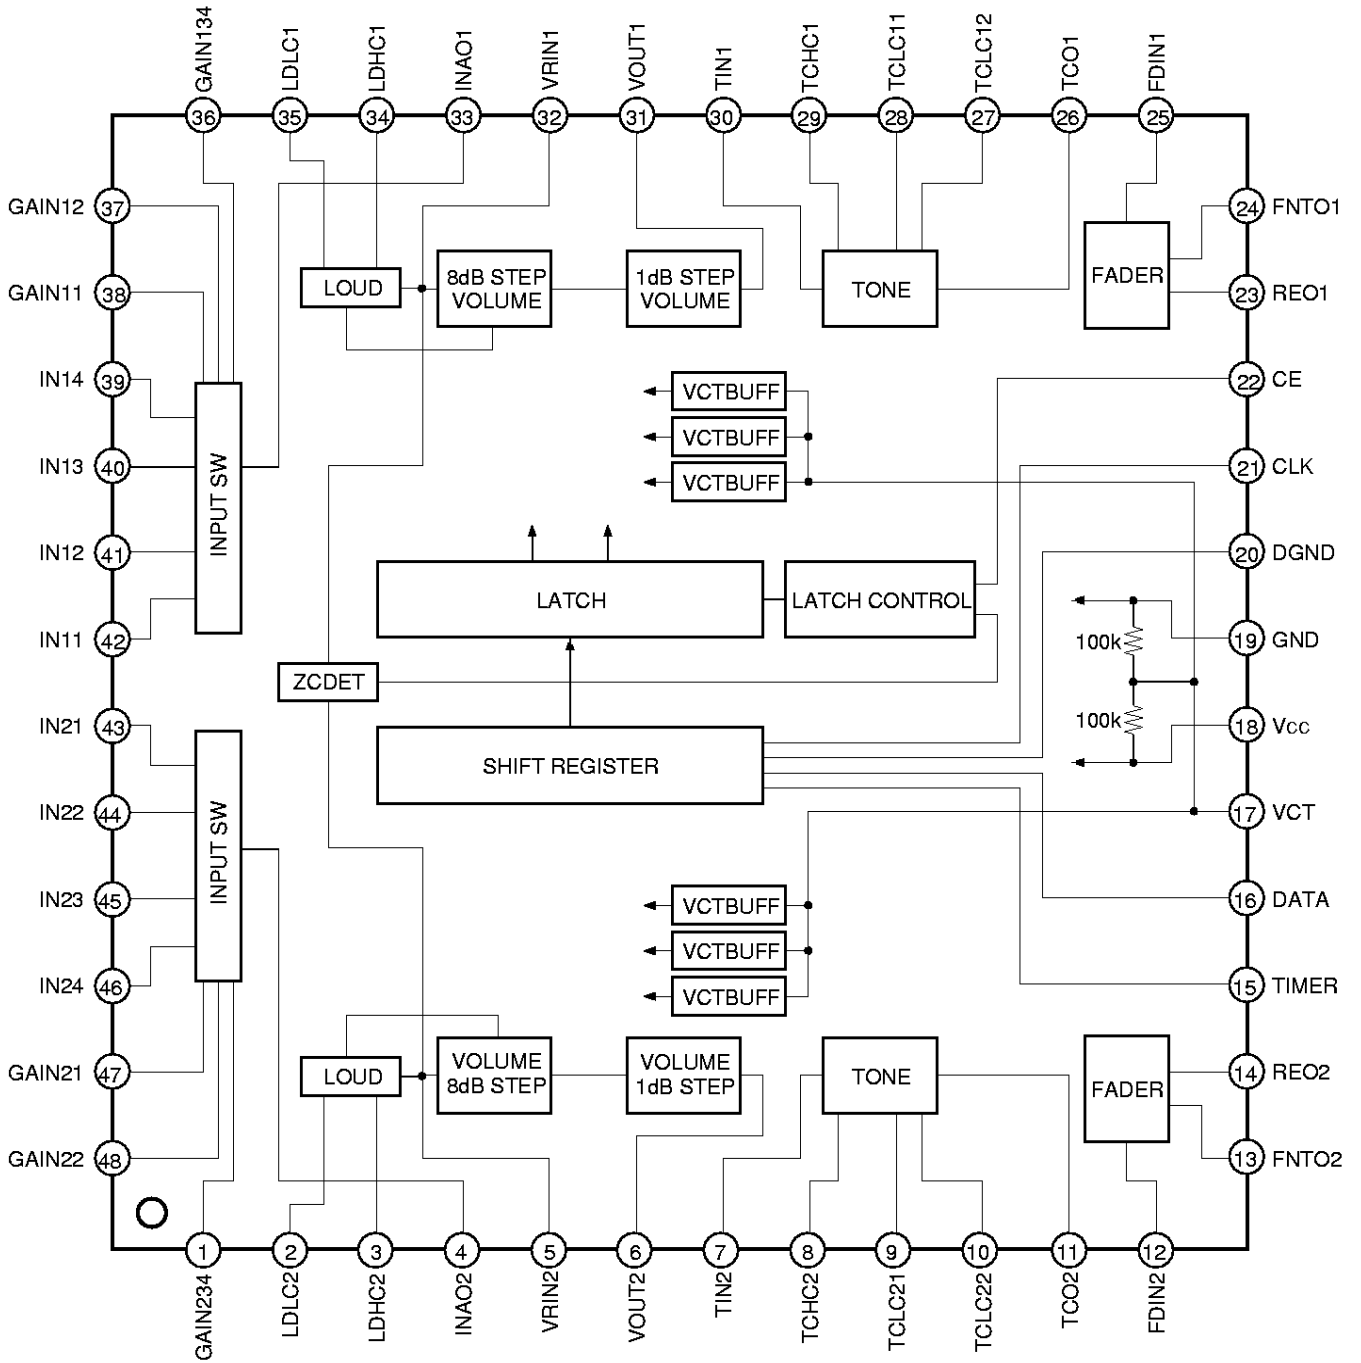 GAIN134
LDLC1
LDHC1
INAO1
VRIN1
VOUT1
TIN1
TCHC1
TCLC11
TCLC12
TCO1
FDIN1
36
35
34
33
32
31
30
29
28
27
26
25
GAIN12
37
24
FNTO1
GAIN11
38
23
REO1
LOUD
8dB STEP
VOLUME
1dB STEP
VOLUME
TONE
FADER
IN14
39
22
CE
VCTBUFF
VCTBUFF
VCTBUFF
IN13
40
21
CLK
INPUT SW
IN12
41
20
DGND
LATCH
LATCH CONTROL
IN11
42
100k
19
GND
ZCDET
IN21
43
100k
18
Vcc
SHIFT REGISTER
IN22
44
17
VCT
INPUT SW
IN23
45
16
DATA
VCTBUFF
VCTBUFF
VCTBUFF
IN24
46
15
TIMER
GAIN21
47
LOUD
VOLUME
8dB STEP
VOLUME
1dB STEP
TONE
FADER
14
REO2
GAIN22
48
13
FNTO2
1
2
3
4
5
6
7
8
9
10
11
12
GAIN234
LDLC2
LDHC2
INAO2
VRIN2
VOUT2
TIN2
TCHC2
TCLC21
TCLC22
TCO2
FDIN2